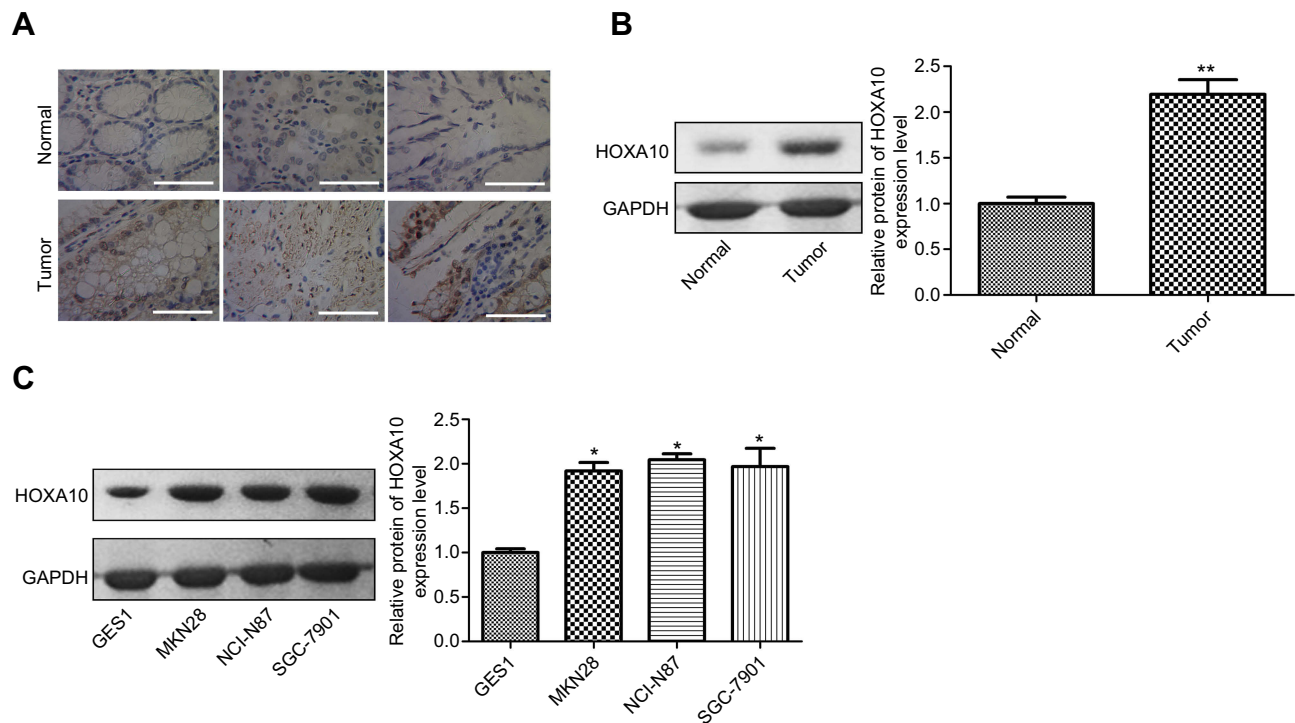 A
Normal
Tumor
B
HOXA10
GAPDH
Normal
Tumor
Relative protein of HOXA10
expression level
2.5
2.0
1.5
1.0
0.5
0.0
**
Normal
Tumor
C
HOXA10
GAPDH
GES1
MKN28
NCI-N87
SGC-7901
Relative protein of HOXA10
expression level
2.5
2.0
1.5
1.0
0.5
0.0
*
*
*
GES1
MKN28
NCI-N87
SGC-7901